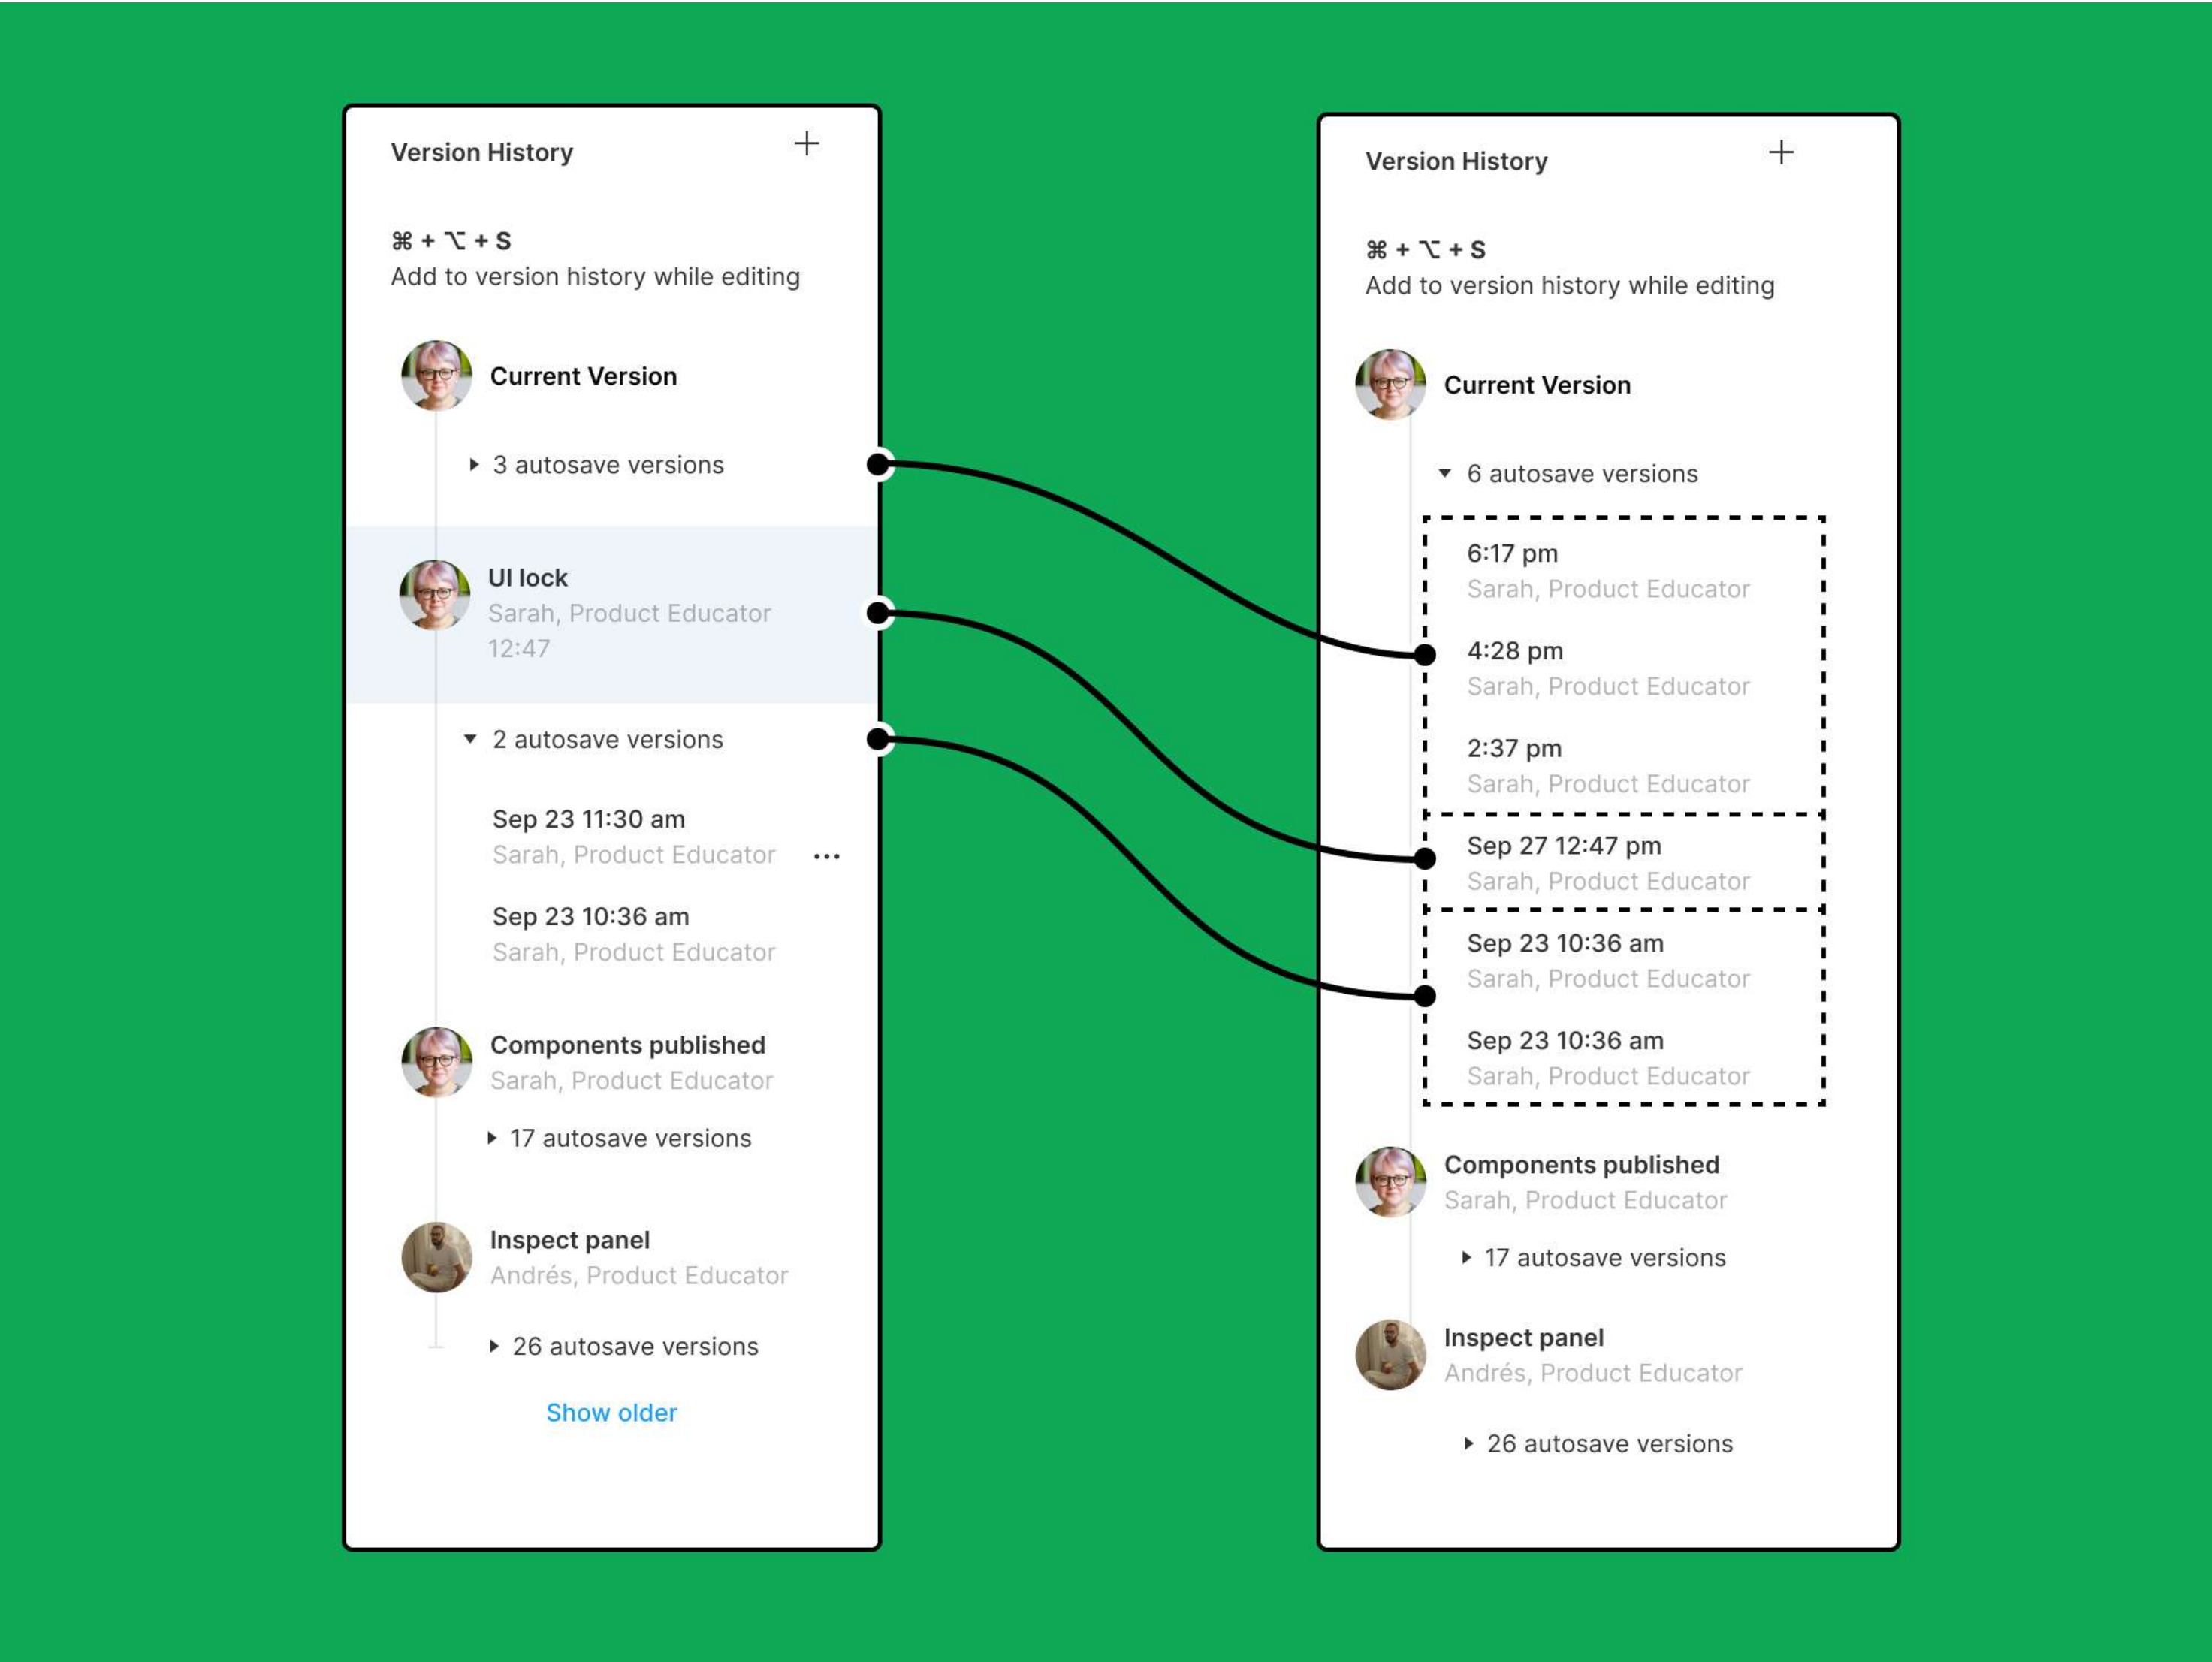 Version History
⌘ + ⌥ + S
Add to version history while editing
Current Version
3 autosave versions
UI lock
Sarah, Product Educator
12:47
2 autosave versions
Sep 23 11:30 am
Sarah, Product Educator
Sep 23 10:36 am
Sarah, Product Educator
Components published
Sarah, Product Educator
17 autosave versions
Inspect panel
Andrés, Product Educator
26 autosave versions
Show older
Version History
⌘ + ⌥ + S
Add to version history while editing
Current Version
6 autosave versions
6:17 pm
Sarah, Product Educator
4:28 pm
Sarah, Product Educator
2:37 pm
Sarah, Product Educator
Sep 27 12:47 pm
Sarah, Product Educator
Sep 23 10:36 am
Sarah, Product Educator
Sep 23 10:36 am
Sarah, Product Educator
Components published
Sarah, Product Educator
17 autosave versions
Inspect panel
Andrés, Product Educator
26 autosave versions